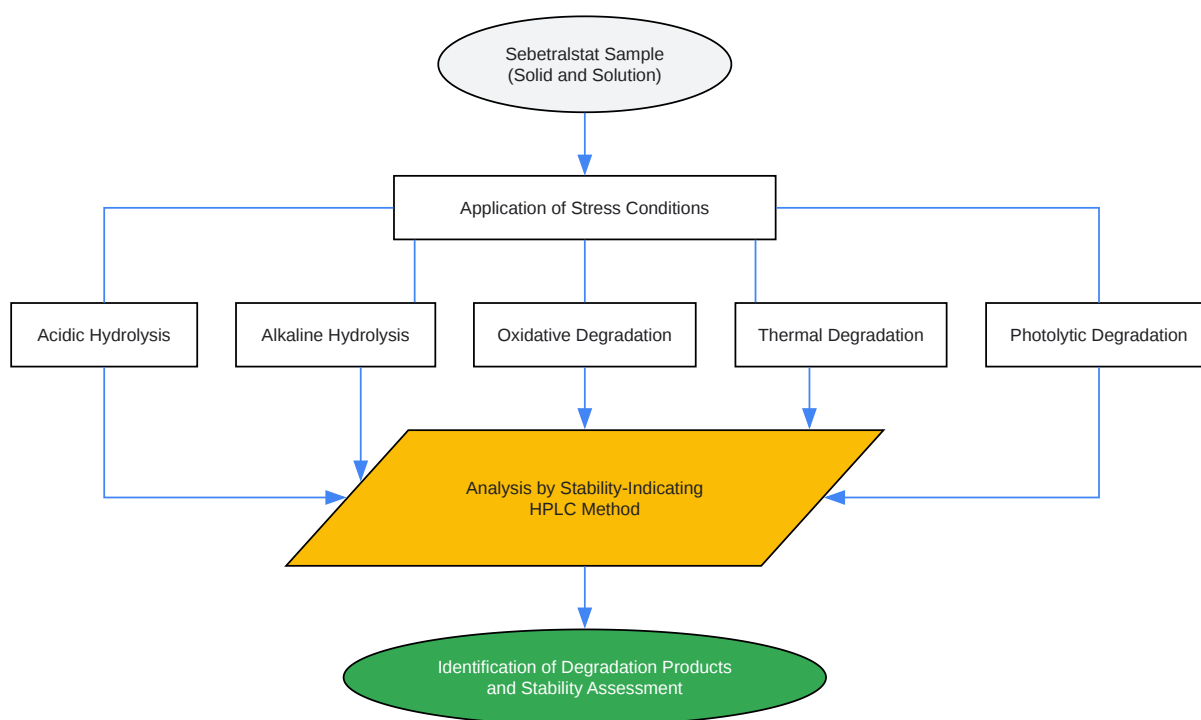 Sebetralstat Sample
(Solid and Solution)
Application of Stress Conditions
Acidic Hydrolysis
Alkaline Hydrolysis
Oxidative Degradation
Thermal Degradation
Photolytic Degradation
Analysis by Stability-Indicating
HPLC Method
Identification of Degradation Products
and Stability Assessment